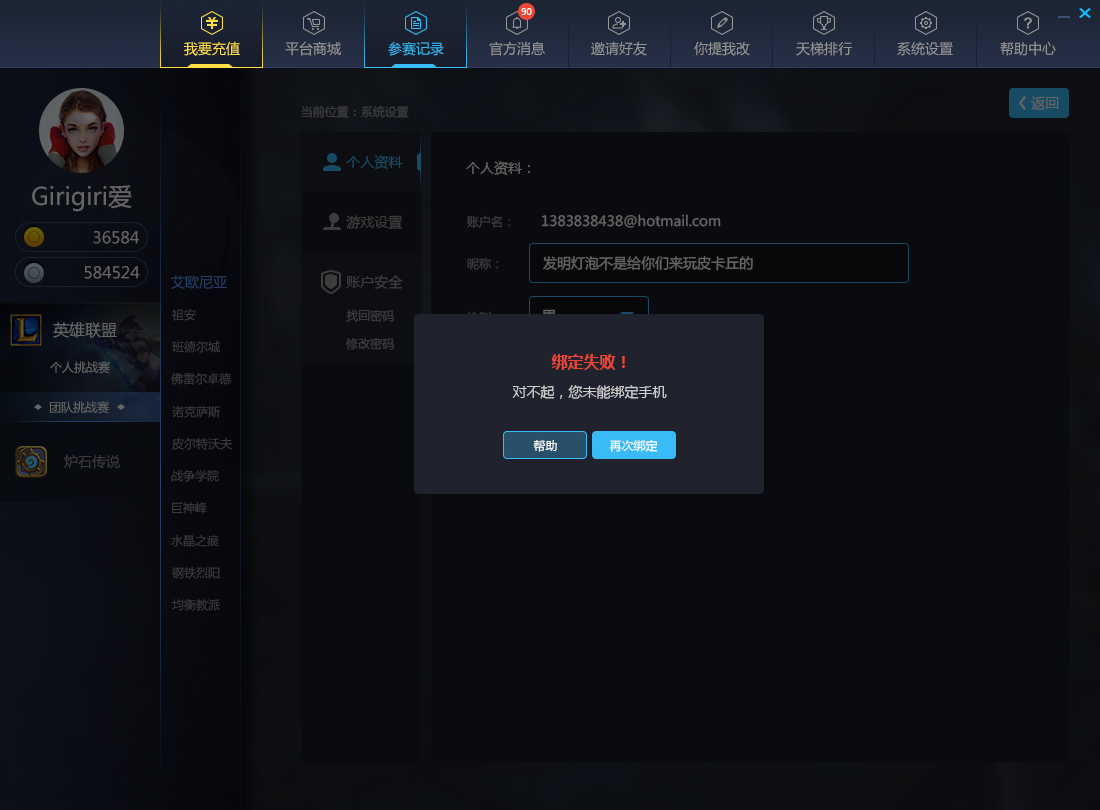 我要充值
平台商城
参赛记录
90
官方消息
邀请好友
你提我改
天梯排行
系统设置
帮助中心
Girigiri爱
36584
584524
英雄联盟
个人挑战赛
团队挑战赛
炉石传说
艾欧尼亚
祖安
班德尔城
佛雷尔卓德
诺克萨斯
皮尔特沃夫
战争学院
巨神峰
水晶之痕
钢铁烈阳
均衡教派
当前位置：系统设置
返回
个人资料
游戏设置
账户安全
找回密码
修改密码
个人资料：
账户名： 1383838438@hotmail.com
昵称： 发明灯泡不是给你们来玩皮卡丘的
绑定失败！
对不起，您未能绑定手机
帮助
再次绑定